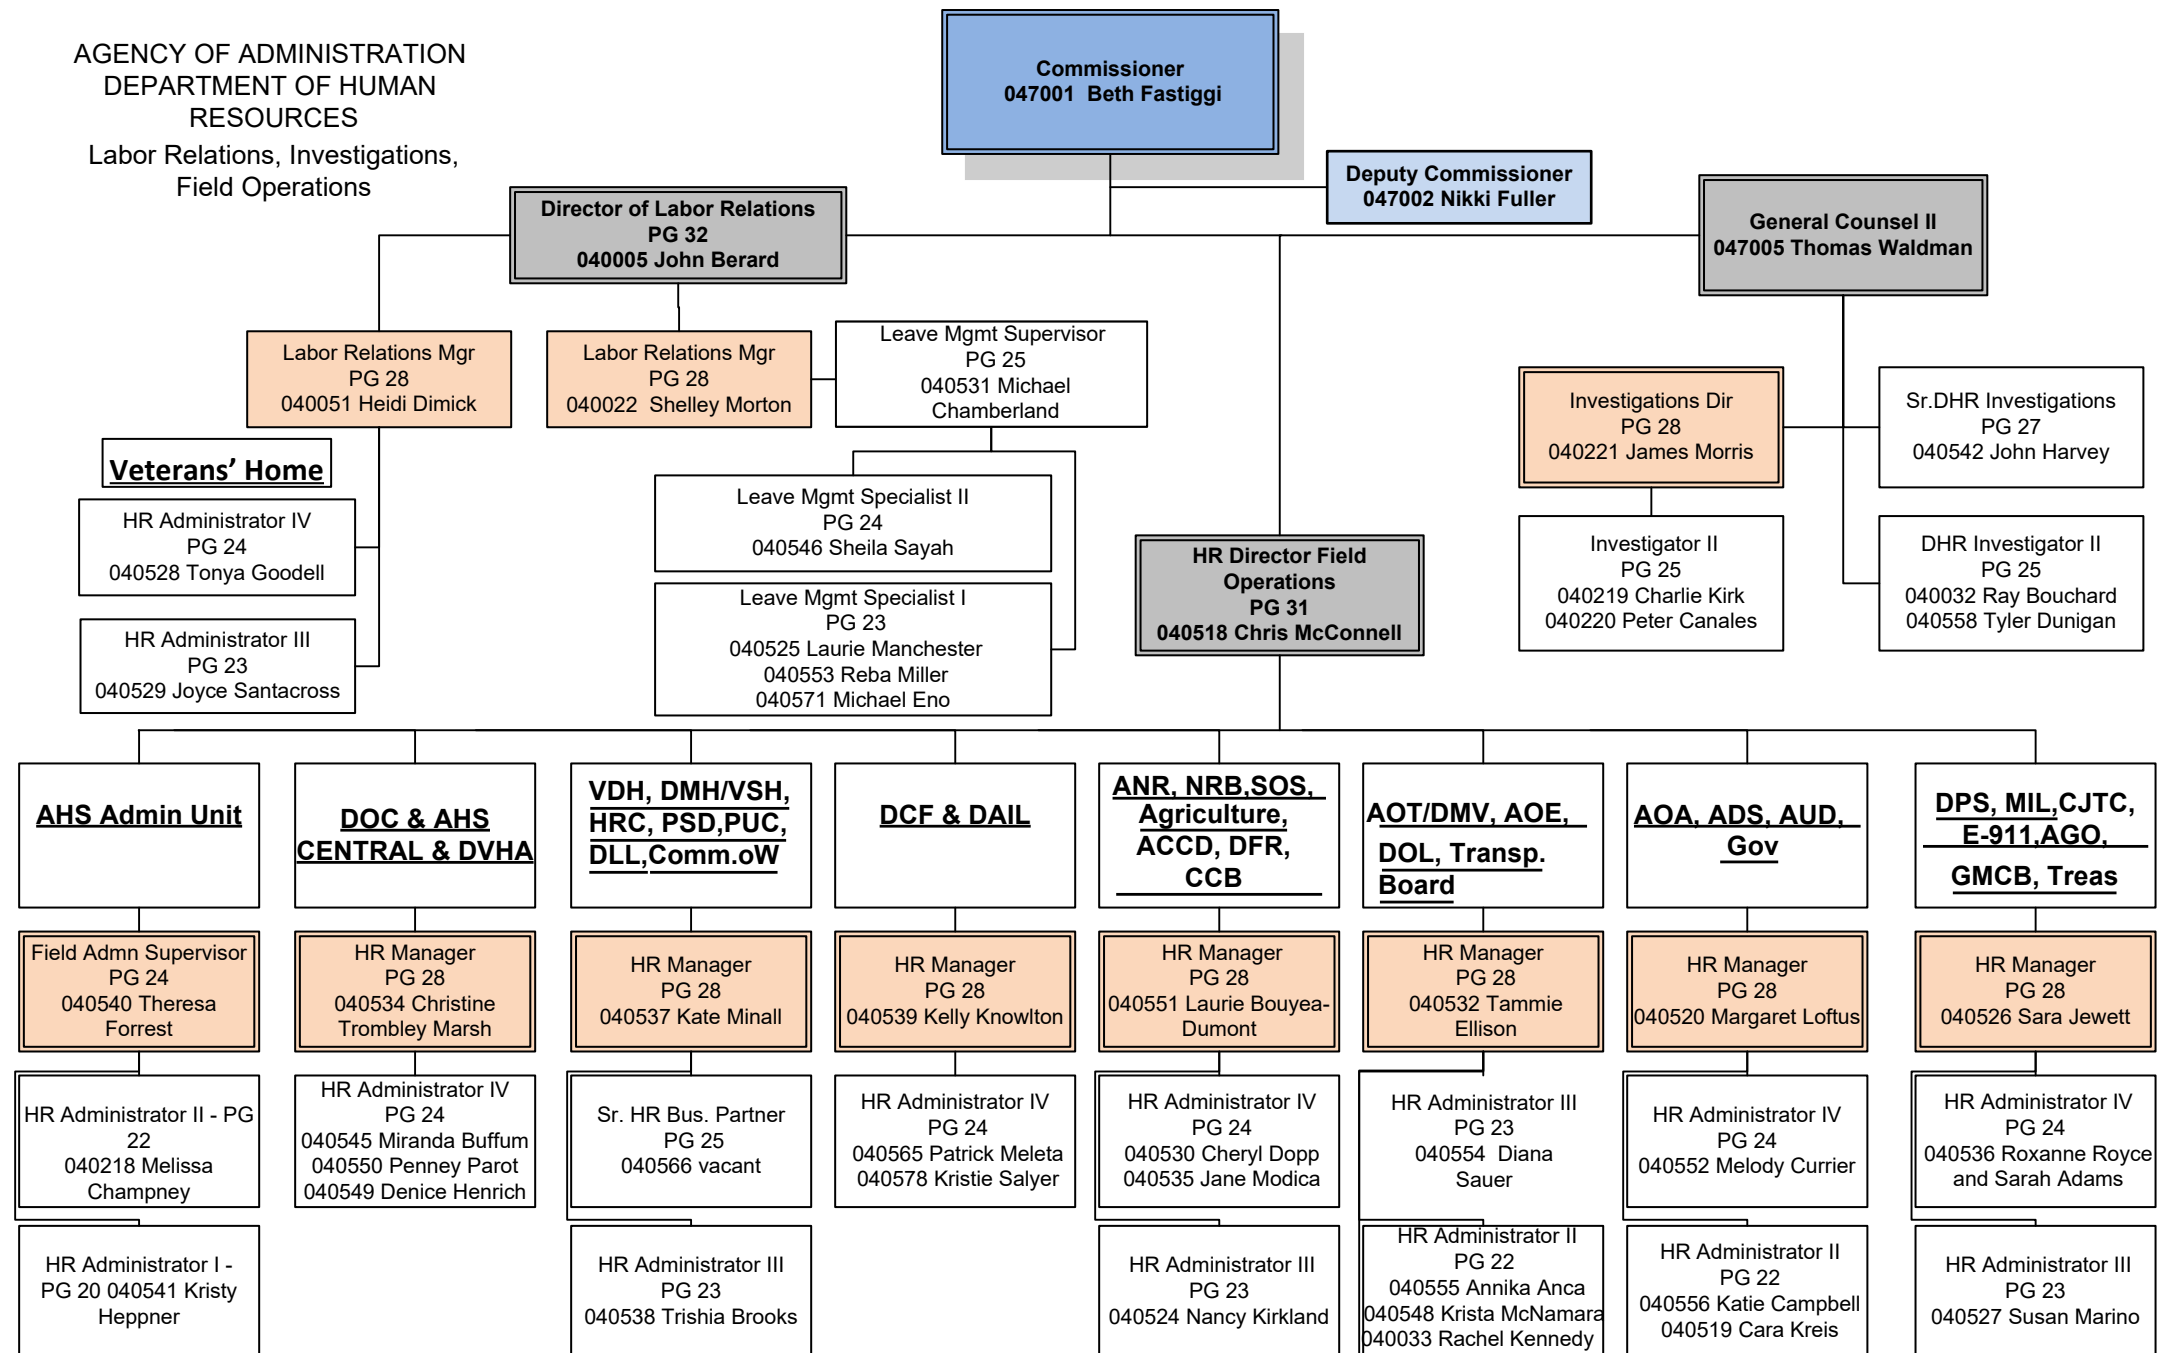 AGENCY OF ADMINISTRATION
DEPARTMENT OF HUMAN
RESOURCES
Labor Relations, Investigations,
Field Operations
Commissioner
047001 Beth Fastiggi
Deputy Commissioner
047002 Nikki Fuller
Director of Labor Relations
PG 32
040005 John Berard
General Counsel II
047005 Thomas Waldman
Labor Relations Mgr
PG 28
040051 Heidi Dimick
Labor Relations Mgr
PG 28
040022 Shelley Morton
Leave Mgmt Supervisor
PG 25
040531 Michael
Chamberland
Investigations Dir
PG 28
040221 James Morris
Sr.DHR Investigations
PG 27
040542 John Harvey
Veterans’ Home
HR Administrator IV
PG 24
040528 Tonya Goodell
HR Administrator III
PG 23
040529 Joyce Santacross
Leave Mgmt Specialist II
PG 24
040546 Sheila Sayah
Leave Mgmt Specialist I
PG 23
040525 Laurie Manchester
040553 Reba Miller
040571 Michael Eno
HR Director Field
Operations
PG 31
040518 Chris McConnell
Investigator II
PG 25
040219 Charlie Kirk
040220 Peter Canales
DHR Investigator II
PG 25
040032 Ray Bouchard
040558 Tyler Dunigan
AHS Admin Unit
DOC & AHS
CENTRAL & DVHA
VDH, DMH/VSH,
HRC, PSD,PUC,
DLL,Comm.oW
DCF & DAIL
ANR, NRB,SOS,
Agriculture,
ACCD, DFR,
CCB
AOT/DMV, AOE,
DOL, Transp.
Board
AOA, ADS, AUD,
Gov
DPS, MIL,CJTC,
E-911,AGO,
GMCB, Treas
Field Admn Supervisor
PG 24
040540 Theresa
Forrest
HR Manager
PG 28
040534 Christine
Trombley Marsh
HR Manager
PG 28
040537 Kate Minall
HR Manager
PG 28
040539 Kelly Knowlton
HR Manager
PG 28
040551 Laurie Bouyea-
Dumont
HR Manager
PG 28
040532 Tammie
Ellison
HR Manager
PG 28
040520 Margaret Loftus
HR Manager
PG 28
040526 Sara Jewett
HR Administrator II - PG
22
040218 Melissa
Champney
HR Administrator IV
PG 24
040545 Miranda Buffum
040550 Penney Parot
040549 Denice Henrich
Sr. HR Bus. Partner
PG 25
040566 vacant
HR Administrator IV
PG 24
040565 Patrick Meleta
040578 Kristie Salyer
HR Administrator IV
PG 24
040530 Cheryl Dopp
040535 Jane Modica
HR Administrator III
PG 23
040554 Diana
Sauer
HR Administrator IV
PG 24
040552 Melody Currier
HR Administrator IV
PG 24
040536 Roxanne Royce
and Sarah Adams
HR Administrator I -
PG 20 040541 Kristy
Heppner
HR Administrator III
PG 23
040538 Trishia Brooks
HR Administrator III
PG 23
040524 Nancy Kirkland
HR Administrator II
PG 22
040555 Annika Anca
040548 Krista McNamara
040033 Rachel Kennedy
HR Administrator II
PG 22
040556 Katie Campbell
040519 Cara Kreis
HR Administrator III
PG 23
040527 Susan Marino